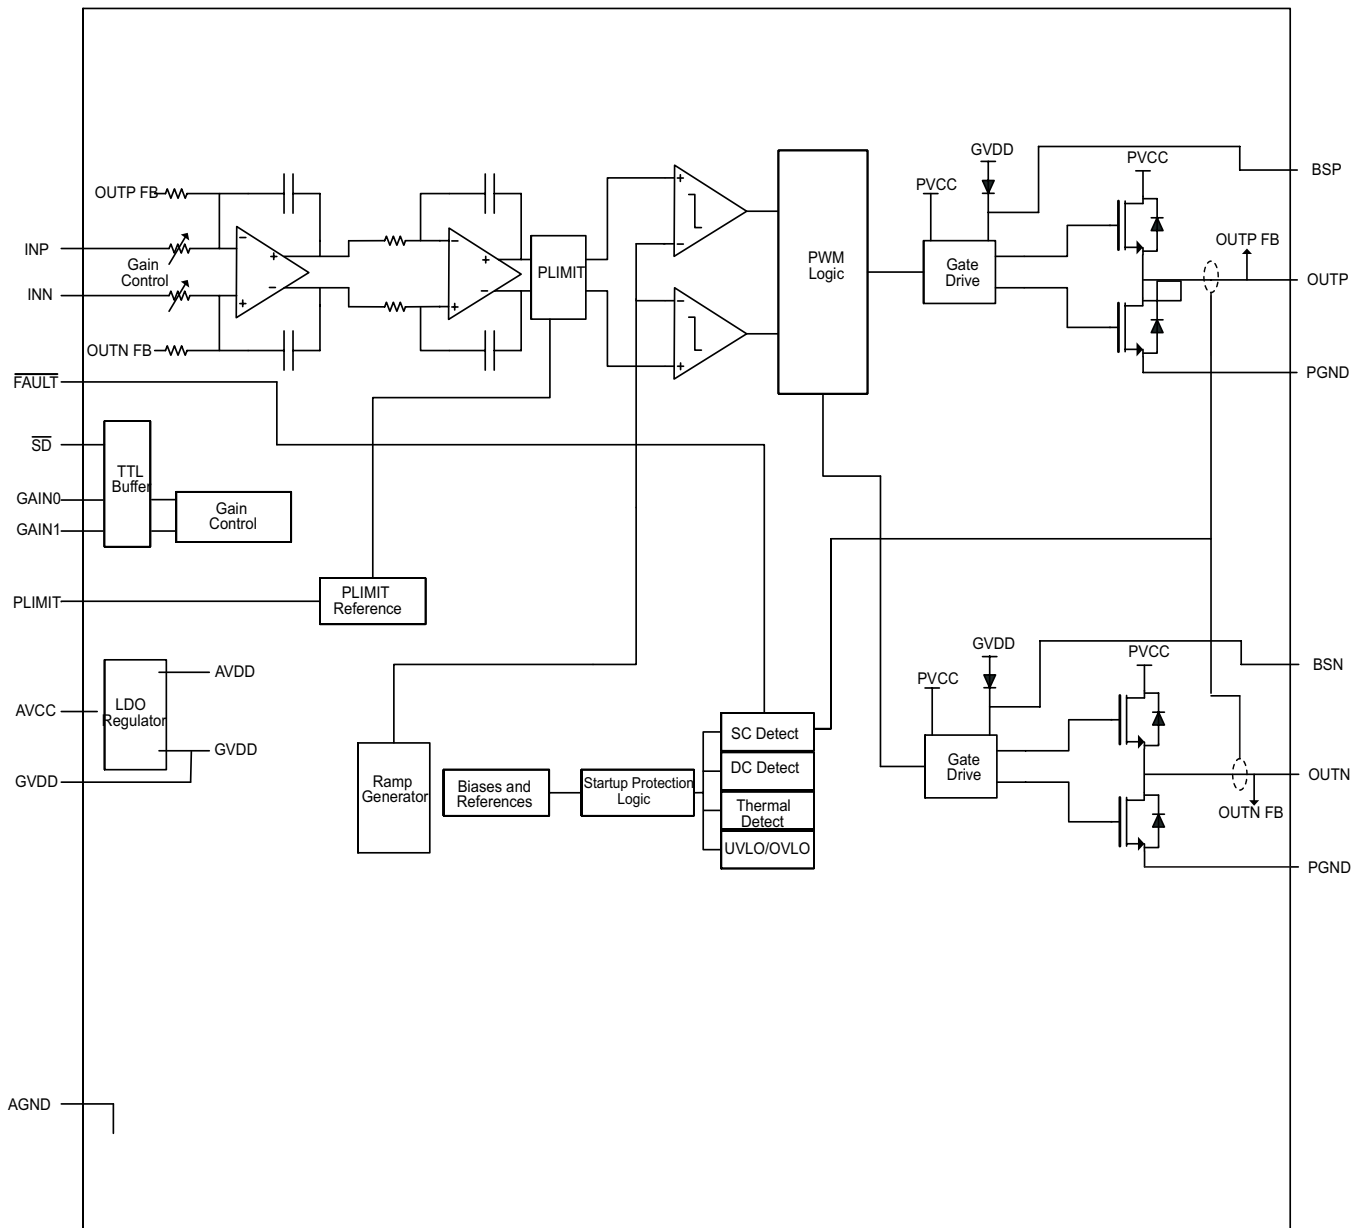 GVDD
PVCC
PVCC
BSP
OUTP FB
INP
Gain
Control
INN
OUTN FB
PLIMIT
PWM
Logic
Gate
Drive
OUTP FB
OUTP
PGND
FAULT
SD
TTL
Buffer
GAIN0
GAIN1
Gain
Control
PLIMIT
PLIMIT
Reference
AVDD
LDO
Regulator
AVCC
GVDD
GVDD
GVDD
PVCC
PVCC
BSN
Gate
Drive
OUTN
OUTN FB
PGND
Ramp
Generator
Biases and
References
Startup Protection
Logic
SC Detect
DC Detect
Thermal
Detect
UVLO/OVLO
AGND